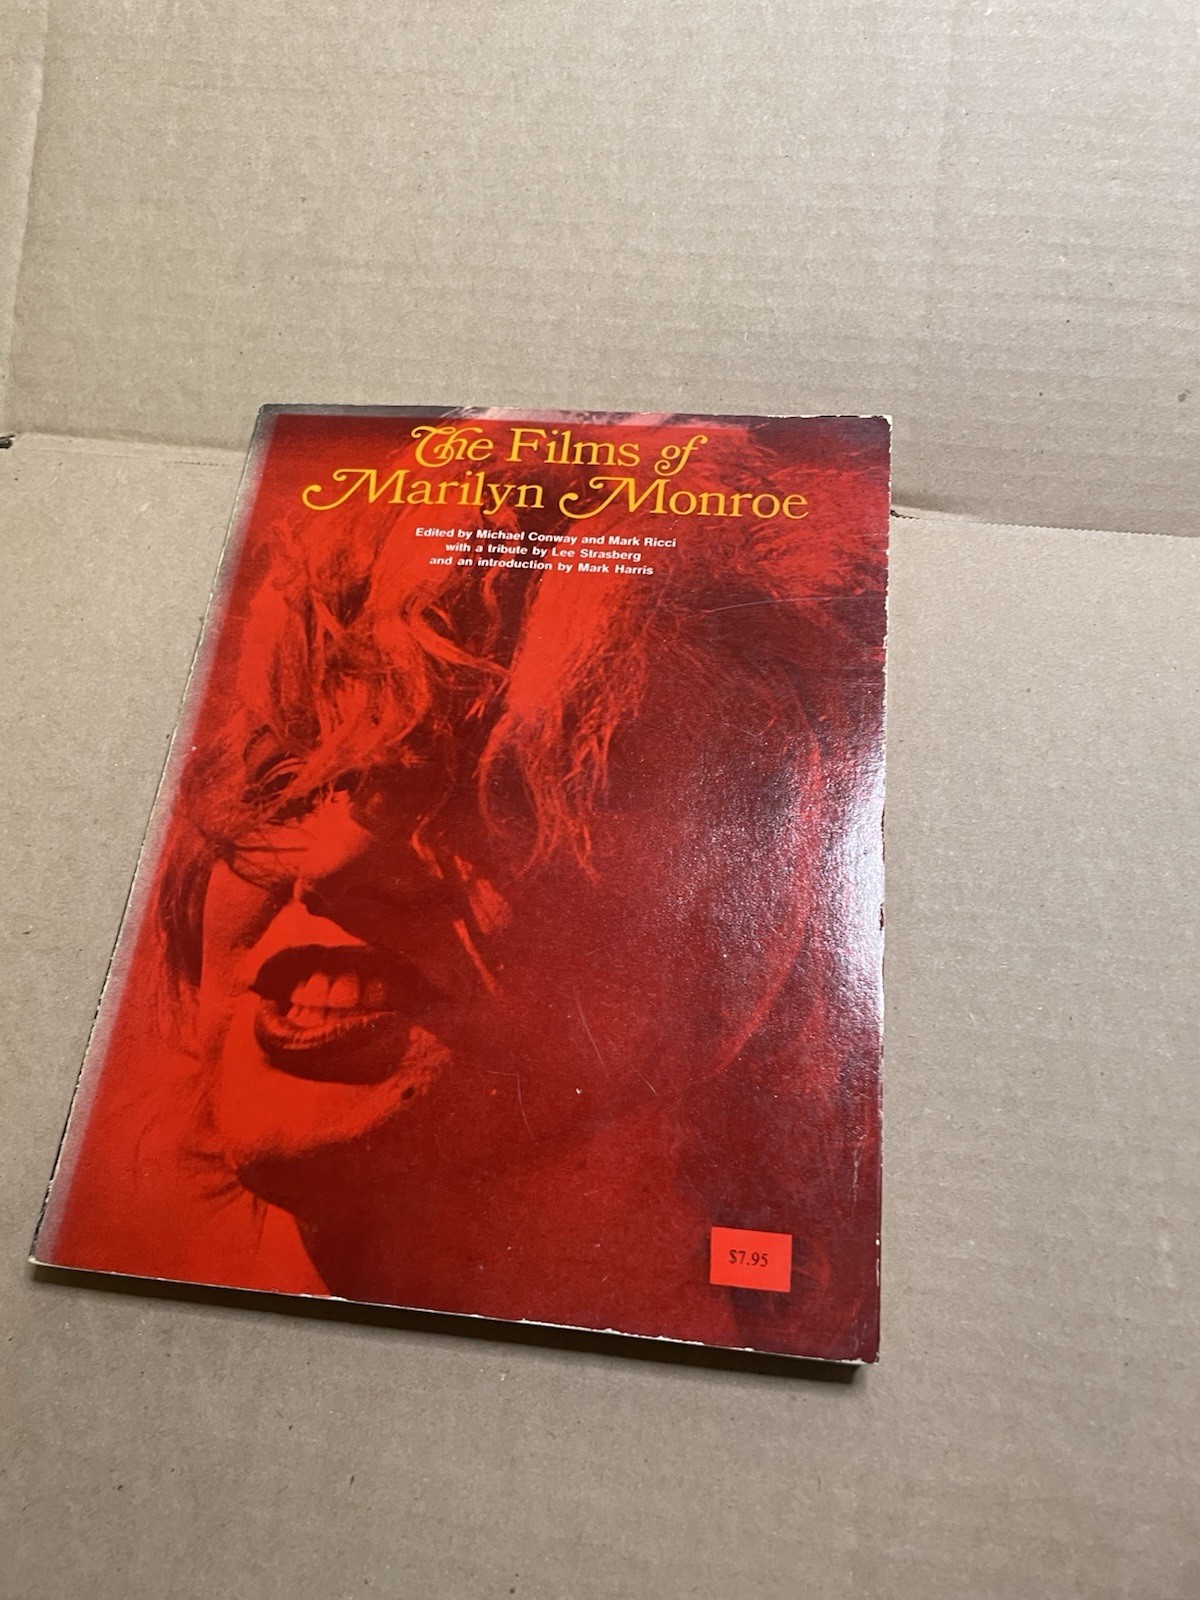 The Films of
Marilyn Monroe
Edited by Michael Conway and Mark Ricci
with a tribute by Lee Strasberg
and an introduction by Mark Harris
$7.95